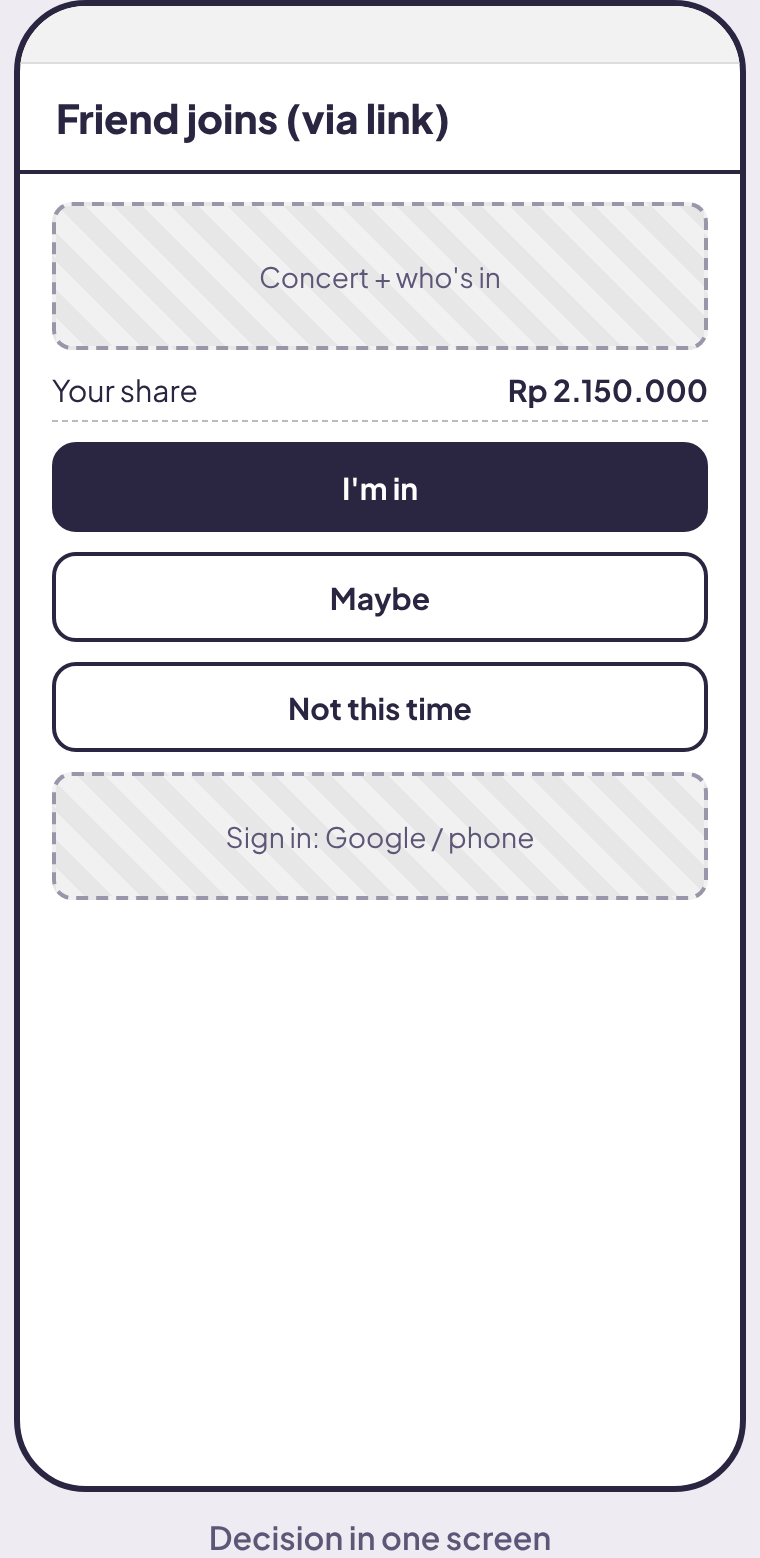 Friend joins (via link)
Concert + who's in
Your share Rp 2.150.000
I'm in
Maybe
Not this time
Sign in: Google / phone
Decision in one screen